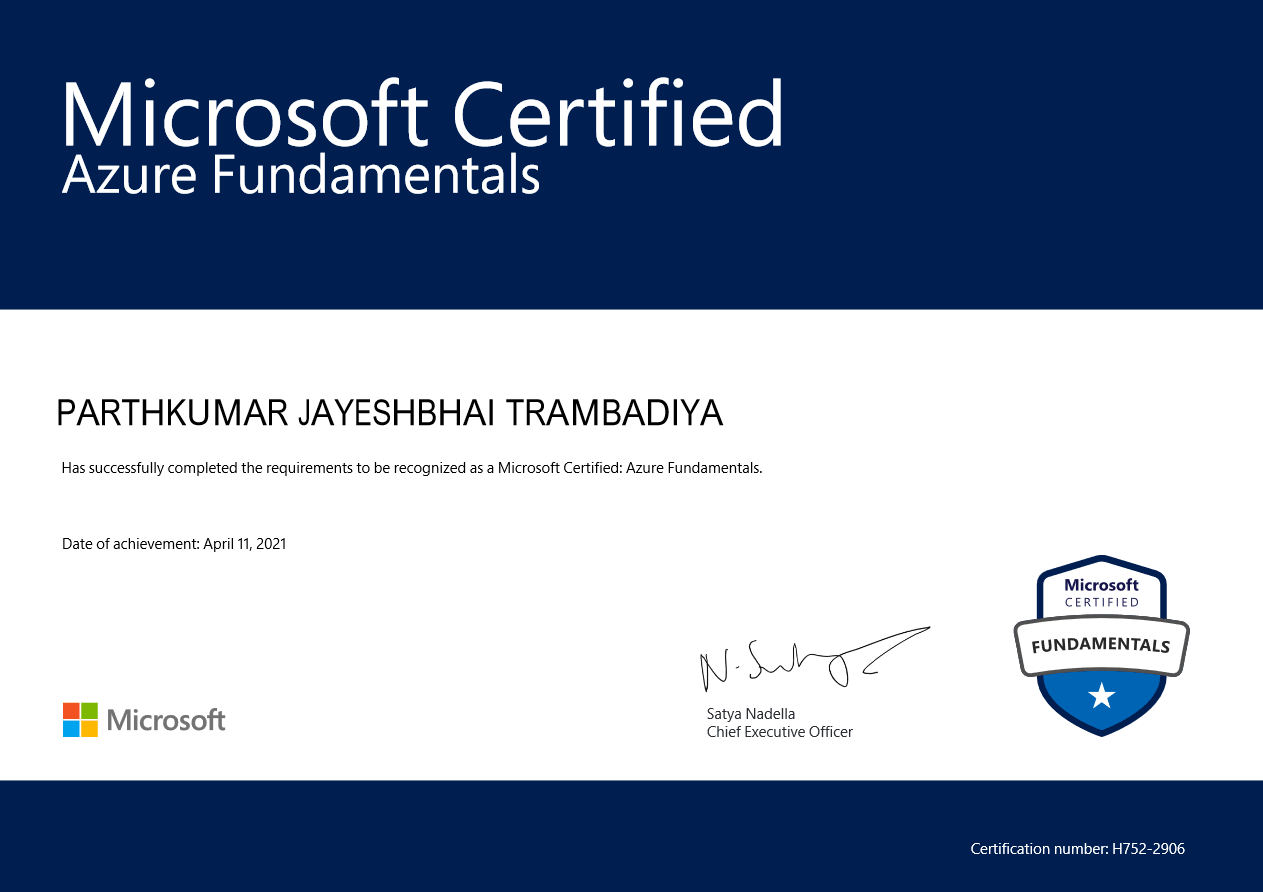 Microsoft Certified
Azure Fundamentals
PARTHKUMAR JAYESHBHAI TRAMBADIYA
Has successfully completed the requirements to be recognized as a Microsoft Certified: Azure Fundamentals.
Date of achievement: April 11, 2021
Microsoft
CERTIFIED
FUNDAMENTALS
Microsoft
Satya Nadella
Chief Executive Officer
Certification number: H752-2906